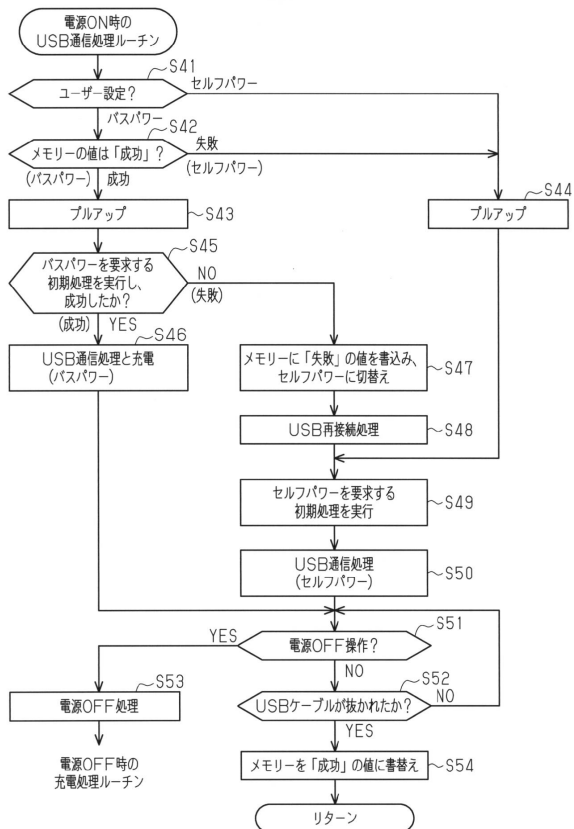 電源ON時の
USB通信処理ルーチン
S41
ユーザー設定?
セルフパワー
バスパワー
S42
メモリーの値は「成功」?
失敗
(セルフパワー)
(バスパワー) 成功
S43
プルアップ
S44
プルアップ
S45
バスパワーを要求する
初期処理を実行し、
成功したか?
NO
(失敗)
(成功) YES
S46
USB通信処理と充電
(バスパワー)
メモリーに「失敗」の値を書込み、
セルフパワーに切替え
S47
USB再接続処理
S48
セルフパワーを要求する
初期処理を実行
S49
USB通信処理
(セルフパワー)
S50
S51
電源OFF操作?
YES
NO
S52
USBケーブルが抜かれたか?
NO
YES
S53
電源OFF処理
電源OFF時の
充電処理ルーチン
メモリーを「成功」の値に書替え
S54
リターン